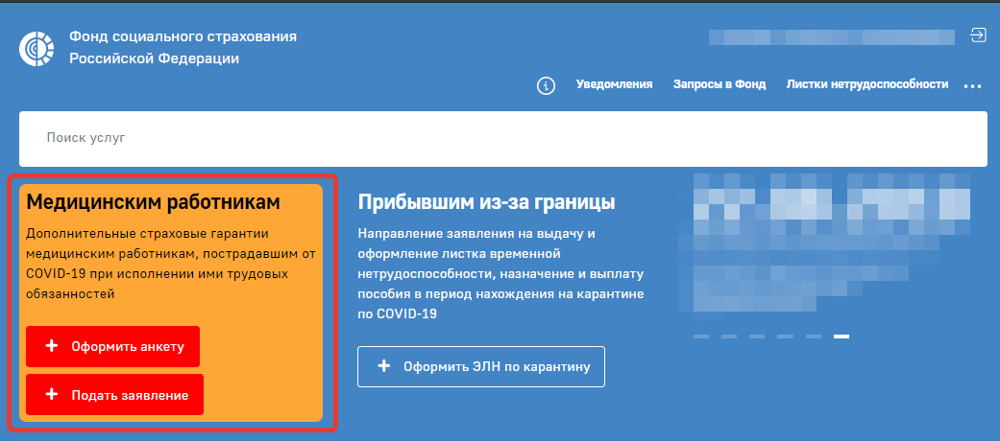 Фонд социального страхования
Российской Федерации
Уведомления Запросы в Фонд Листки нетрудоспособности
Поиск услуг
Медицинским работникам
Дополнительные страховые гарантии
медицинским работникам, пострадавшим от
COVID-19 при исполнении ими трудовых
обязанностей
+ Оформить анкету
+ Подать заявление
Прибывшим из-за границы
Направление заявления на выдачу и
оформление листка временной
нетрудоспособности, назначение и выплату
пособия в период нахождения на карантине
по COVID-19
+ Оформить ЭЛН по карантину